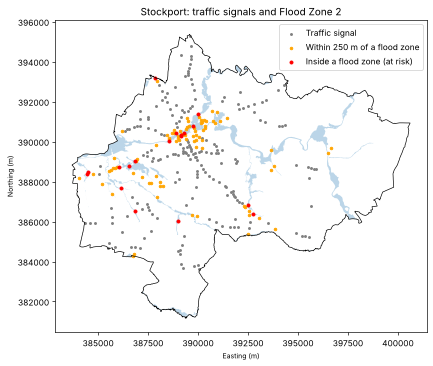 Stockport: traffic signals and Flood Zone 2
Traffic signal
Within 250 m of a flood zone
Inside a flood zone (at risk)
Northing (m)
396000
394000
392000
390000
388000
386000
384000
382000
385000 387500 390000 392500 395000 397500 400000
Easting (m)